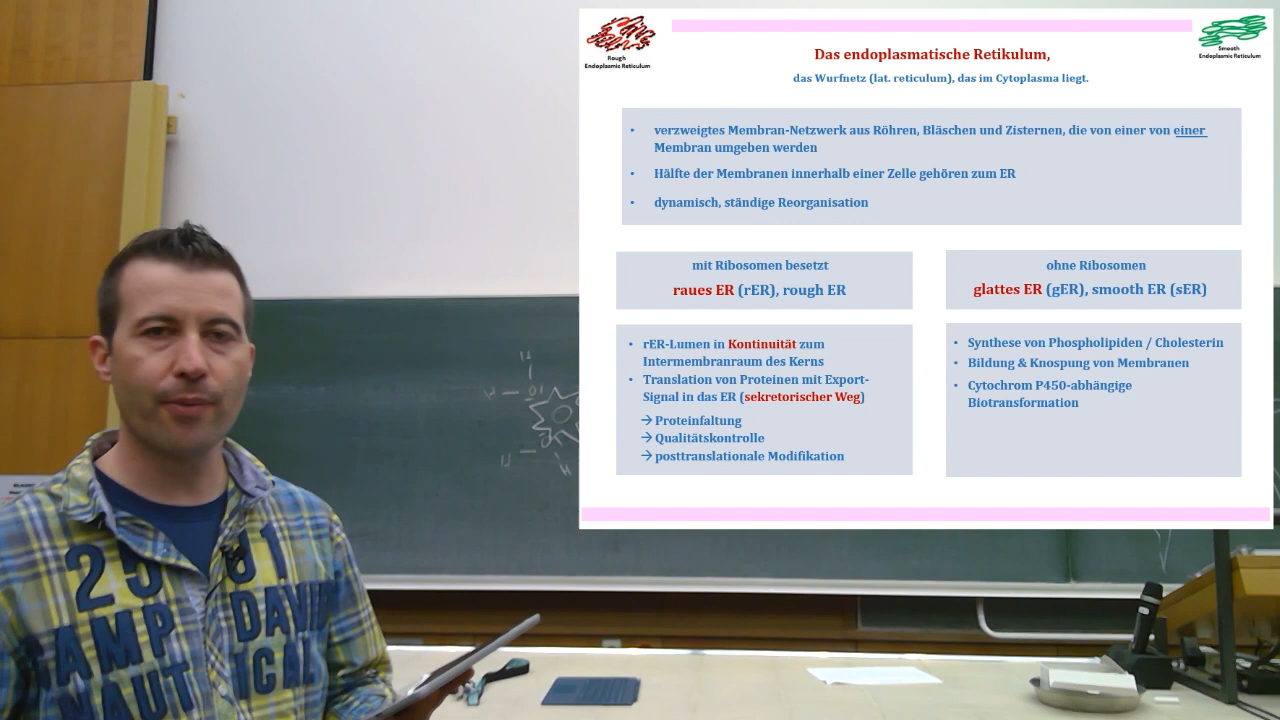 Rough
Endoplasmic Reticulum
Smooth
Endoplasmic Reticulum
Das endoplasmatische Retikulum,
das Wurfnetz (lat. reticulum), das im Cytoplasma liegt.
• verzweigtes Membran-Netzwerk aus Röhren, Bläschen und Zisternen, die von einer von einer
Membran umgeben werden
• Hälfte der Membranen innerhalb einer Zelle gehören zum ER
• dynamisch, ständige Reorganisation
mit Ribosomen besetzt
raues ER (rER), rough ER
• rER-Lumen in Kontinuität zum
Intermembranraum des Kerns
• Translation von Proteinen mit Export-
Signal in das ER (sekretorischer Weg)
→ Proteinfaltung
→ Qualitätskontrolle
→ posttranslationale Modifikation
ohne Ribosomen
glattes ER (gER), smooth ER (sER)
• Synthese von Phospholipiden / Cholesterin
• Bildung & Knospung von Membranen
• Cytochrom P450-abhängige
Biotransformation
25 01
CAMP DAVID
NAUTICAL